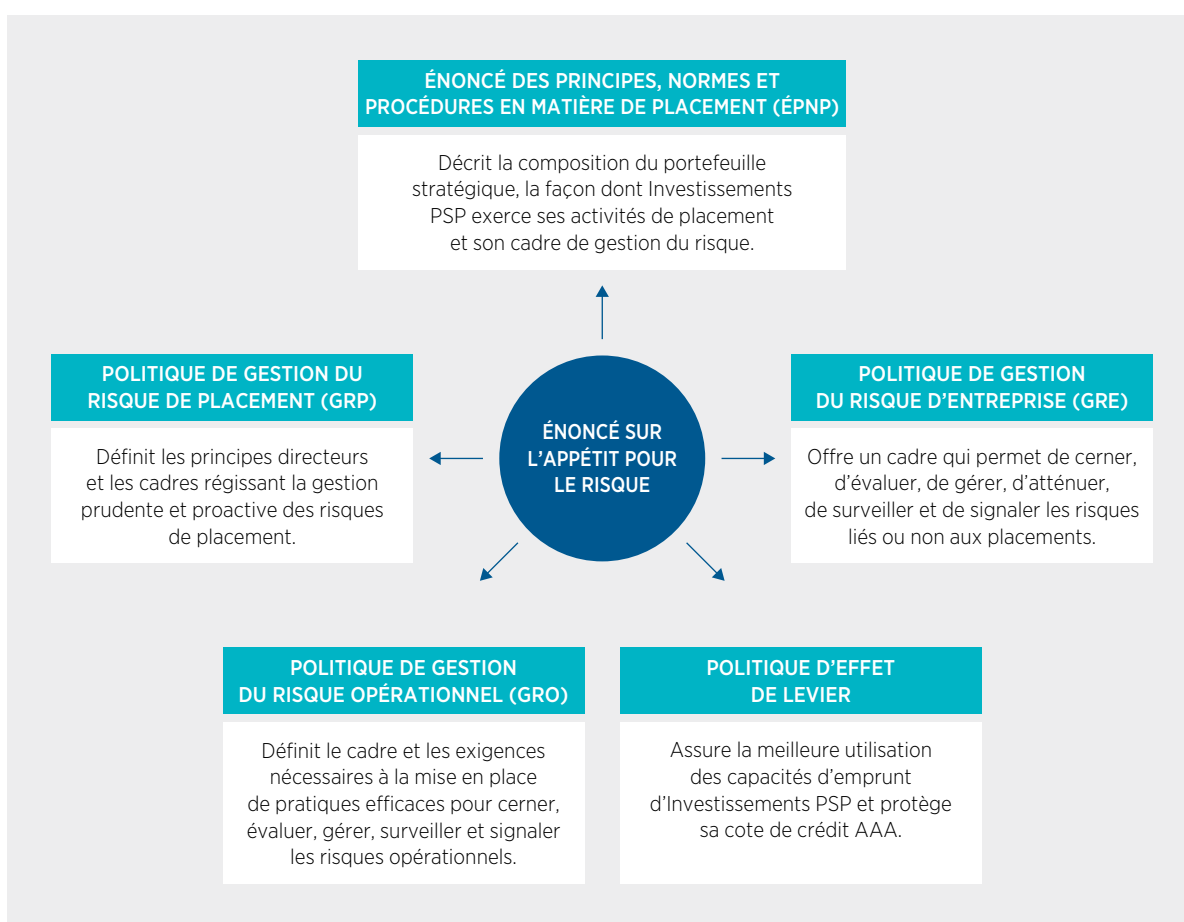 ÉNONCÉ DES PRINCIPES, NORMES ET
PROCÉDURES EN MATIÈRE DE PLACEMENT (ÉPNP)
Décrit la composition du portefeuille
stratégique, la façon dont Investissements
PSP exerce ses activités de placement
et son cadre de gestion du risque.
POLITIQUE DE GESTION DU
RISQUE DE PLACEMENT (GRP)
Définit les principes directeurs
et les cadres régissant la gestion
prudente et proactive des risques
de placement.
ÉNONCÉ SUR
L’APPÉTIT POUR
LE RISQUE
POLITIQUE DE GESTION
DU RISQUE D’ENTREPRISE (GRE)
Offre un cadre qui permet de cerner,
d’évaluer, de gérer, d’atténuer,
de surveiller et de signaler les risques
liés ou non aux placements.
POLITIQUE DE GESTION
DU RISQUE OPÉRATIONNEL (GRO)
Définit le cadre et les exigences
nécessaires à la mise en place
de pratiques efficaces pour cerner,
évaluer, gérer, surveiller et signaler
les risques opérationnels.
POLITIQUE D’EFFET
DE LEVIER
Assure la meilleure utilisation
des capacités d’emprunt
d’Investissements PSP et protège
sa cote de crédit AAA.